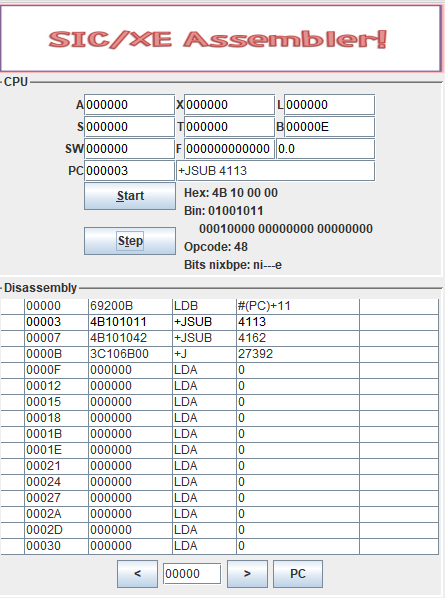 SIC/XE Assembler!
CPU
A 000000 X 000000 L 000000
S 000000 T 000000 B 00000E
SW 000000 F 000000000000 0.0
PC 000003 +JSUB 4113
Start Hex: 4B 10 00 00
Bin: 01001011
00010000 00000000 00000000
Step
Opcode: 48
Bits nixbpe: ni---e
Disassembly
00000 69200B LDB #(PC)+11
00003 4B101011 +JSUB 4113
00007 4B101042 +JSUB 4162
0000B 3C106B00 +J 27392
0000F 000000 LDA 0
00012 000000 LDA 0
00015 000000 LDA 0
00018 000000 LDA 0
0001B 000000 LDA 0
0001E 000000 LDA 0
00021 000000 LDA 0
00024 000000 LDA 0
00027 000000 LDA 0
0002A 000000 LDA 0
0002D 000000 LDA 0
00030 000000 LDA 0
< 00000 > PC